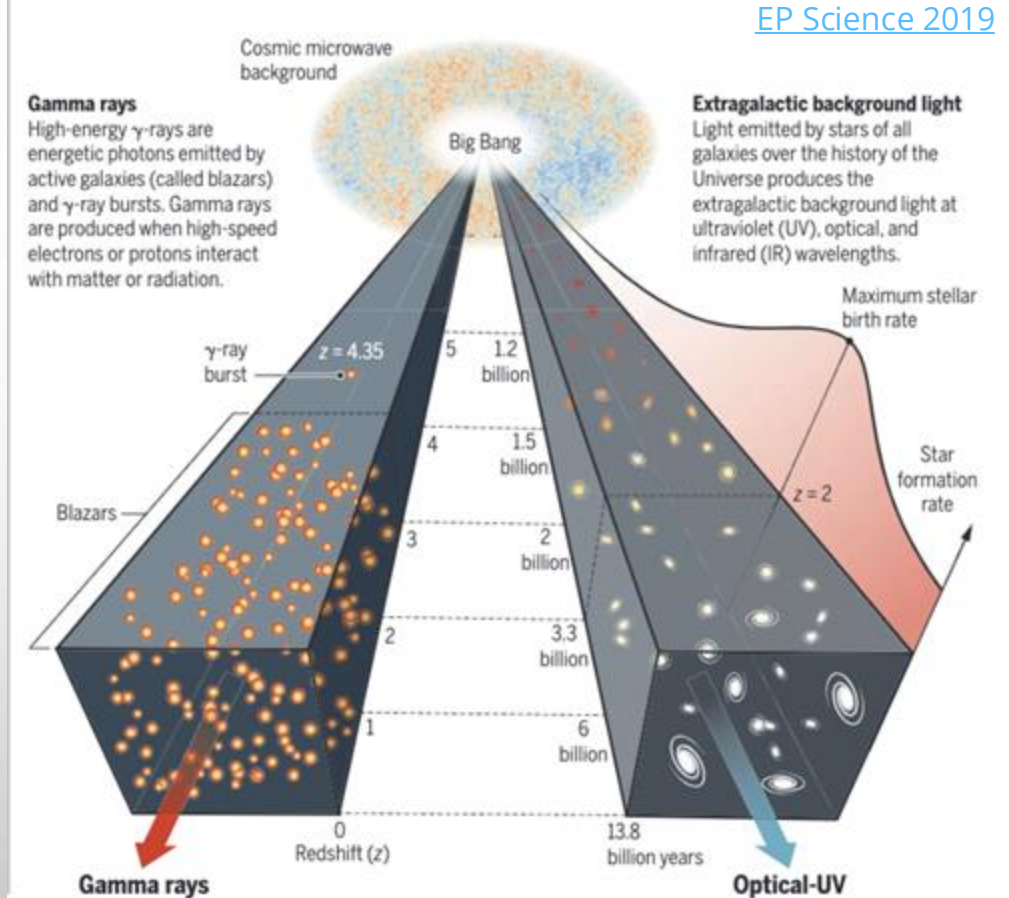 EP Science 2019
Cosmic microwave
background
Gamma rays
High-energy γ-rays are
energetic photons emitted by
active galaxies (called blazars)
and γ-ray bursts. Gamma rays
are produced when high-speed
electrons or protons interact
with matter or radiation.
Big Bang
Extragalactic background light
Light emitted by stars of all
galaxies over the history of the
Universe produces the
extragalactic background light at
ultraviolet (UV), optical, and
infrared (IR) wavelengths.
Maximum stellar
birth rate
γ-ray
burst
z = 4.35
5
1.2
billion
4
1.5
billion
Star
formation
rate
z = 2
Blazars
3
2
billion
2
3.3
billion
1
6
billion
0
Redshift (z)
13.8
billion years
Gamma rays
Optical-UV